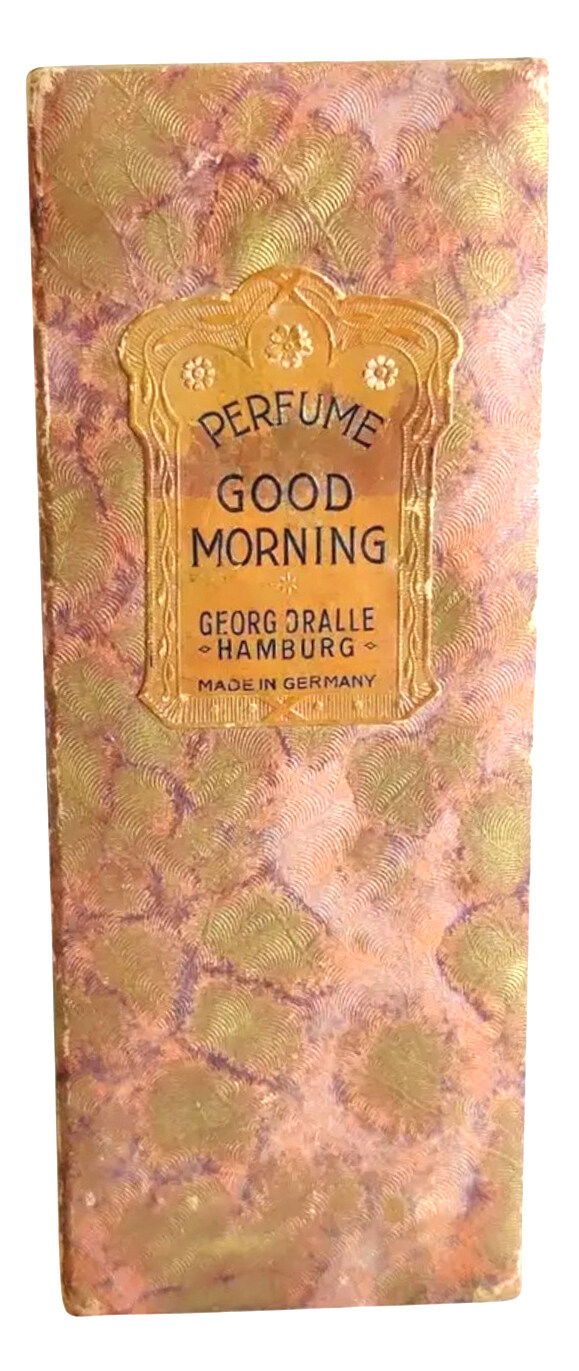 PERFUME
GOOD
MORNING
GEORG DRALLE
HAMBURG
MADE IN GERMANY